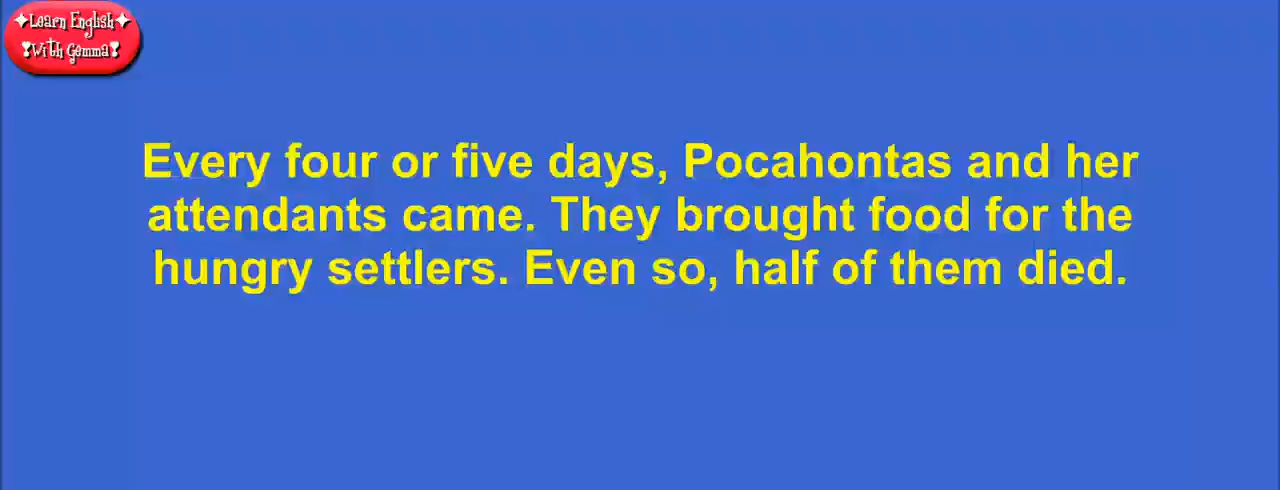 ✦Learn English✦
❣With Gemma❣
Every four or five days, Pocahontas and her
attendants came. They brought food for the
hungry settlers. Even so, half of them died.